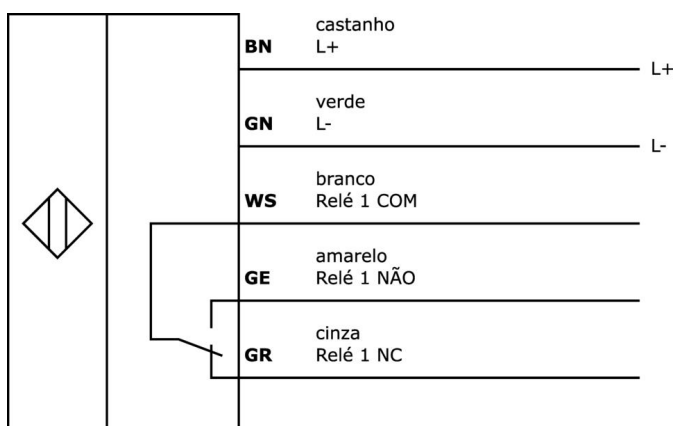 castanho
BN L+
L+
verde
GN L-
L-
branco
WS Relé 1 COM
amarelo
GE Relé 1 NÃO
cinza
GR Relé 1 NC